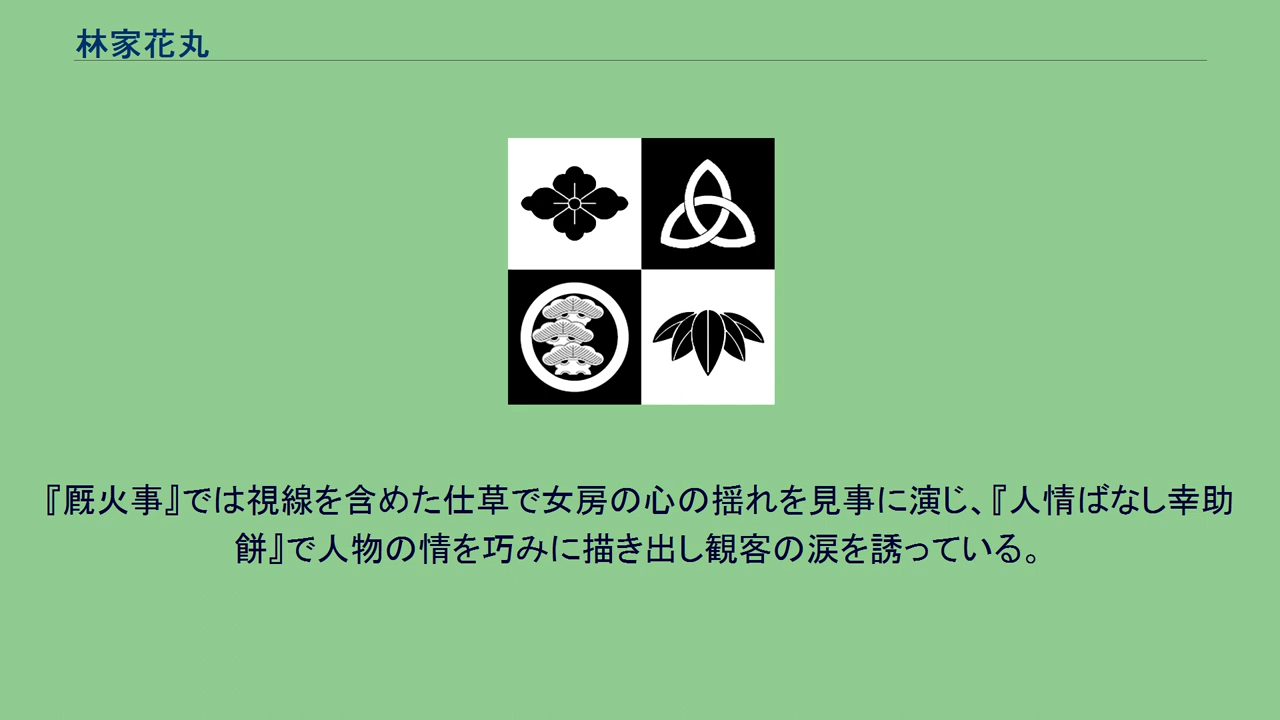 林家花丸
『厩火事』では視線を含めた仕草で女房の心の揺れを見事に演じ、『人情ばなし幸助
餅』で人物の情を巧みに描き出し観客の涙を誘っている。